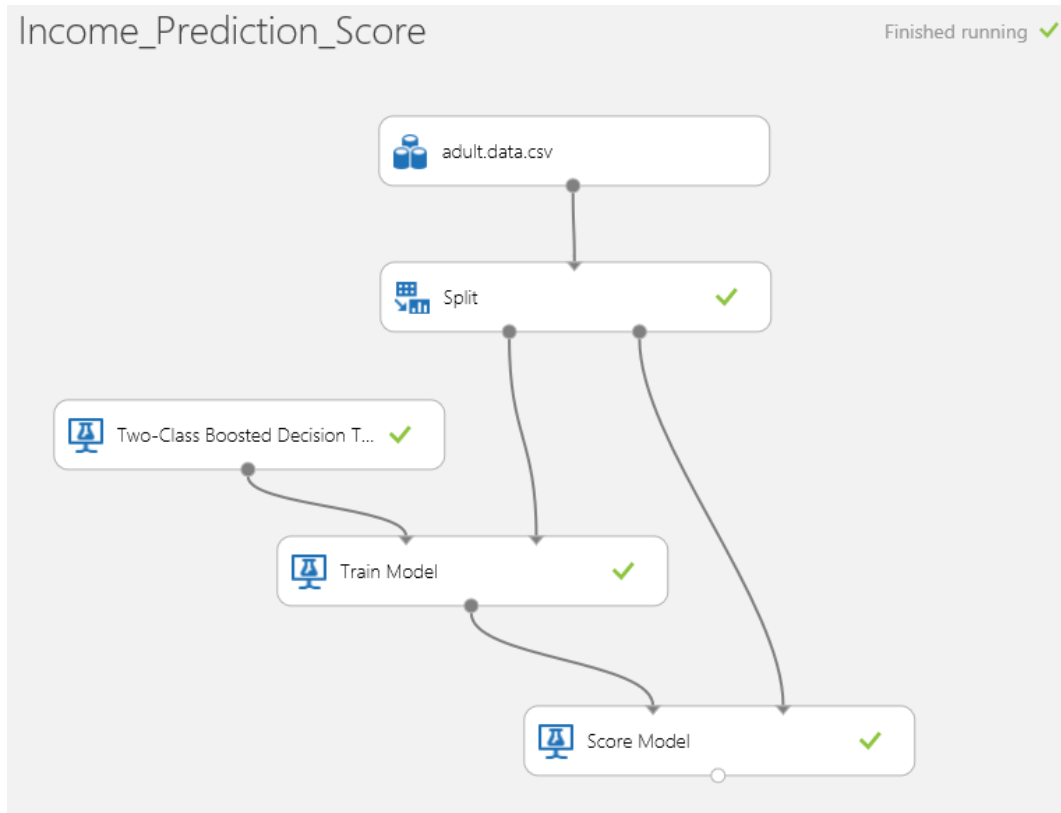 Income_Prediction_Score
Finished running
adult.data.csv
Split
Two-Class Boosted Decision T...
Train Model
Score Model